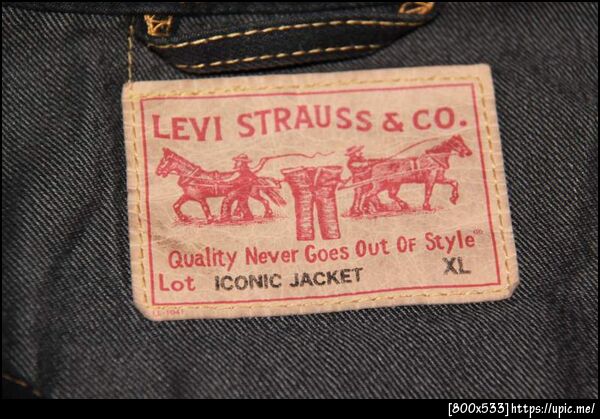 LEVI STRAUSS & CO.
Quality Never Goes Out Of Style®
Lot ICONIC JACKET XL
[800x533]https://upic.me/